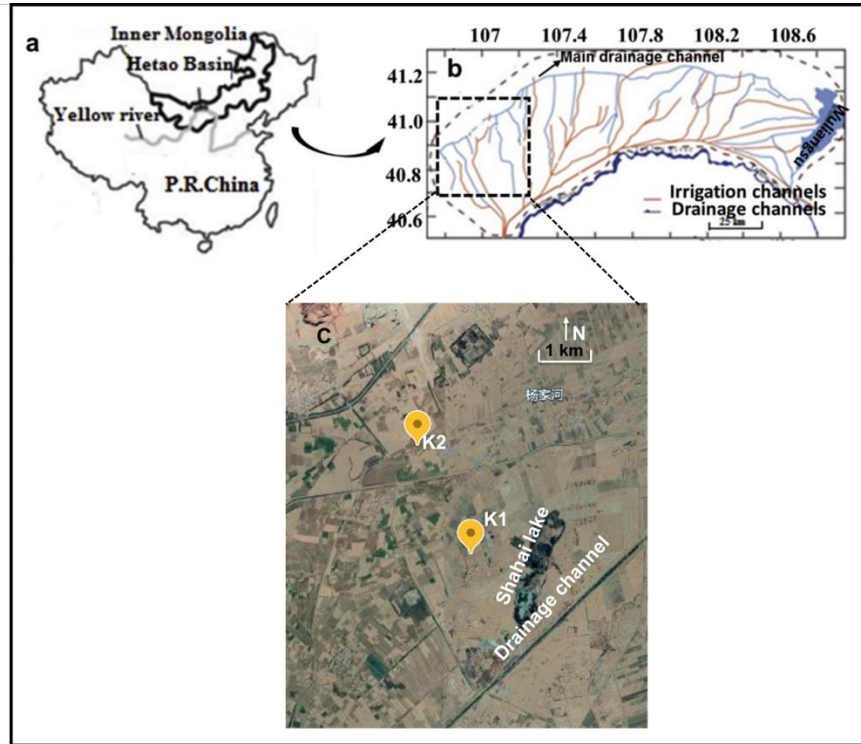 a
Inner Mongolia
Hetao Basin
Yellow river
P.R.China
107 107.4 107.8 108.2 108.6
b
Main drainage channel
41.2
41.0
40.8
40.6
Wuliangsu
Irrigation channels
Drainage channels
25 km
c
N
1 km
杨家河
K2
K1
Shahai lake
Drainage channel